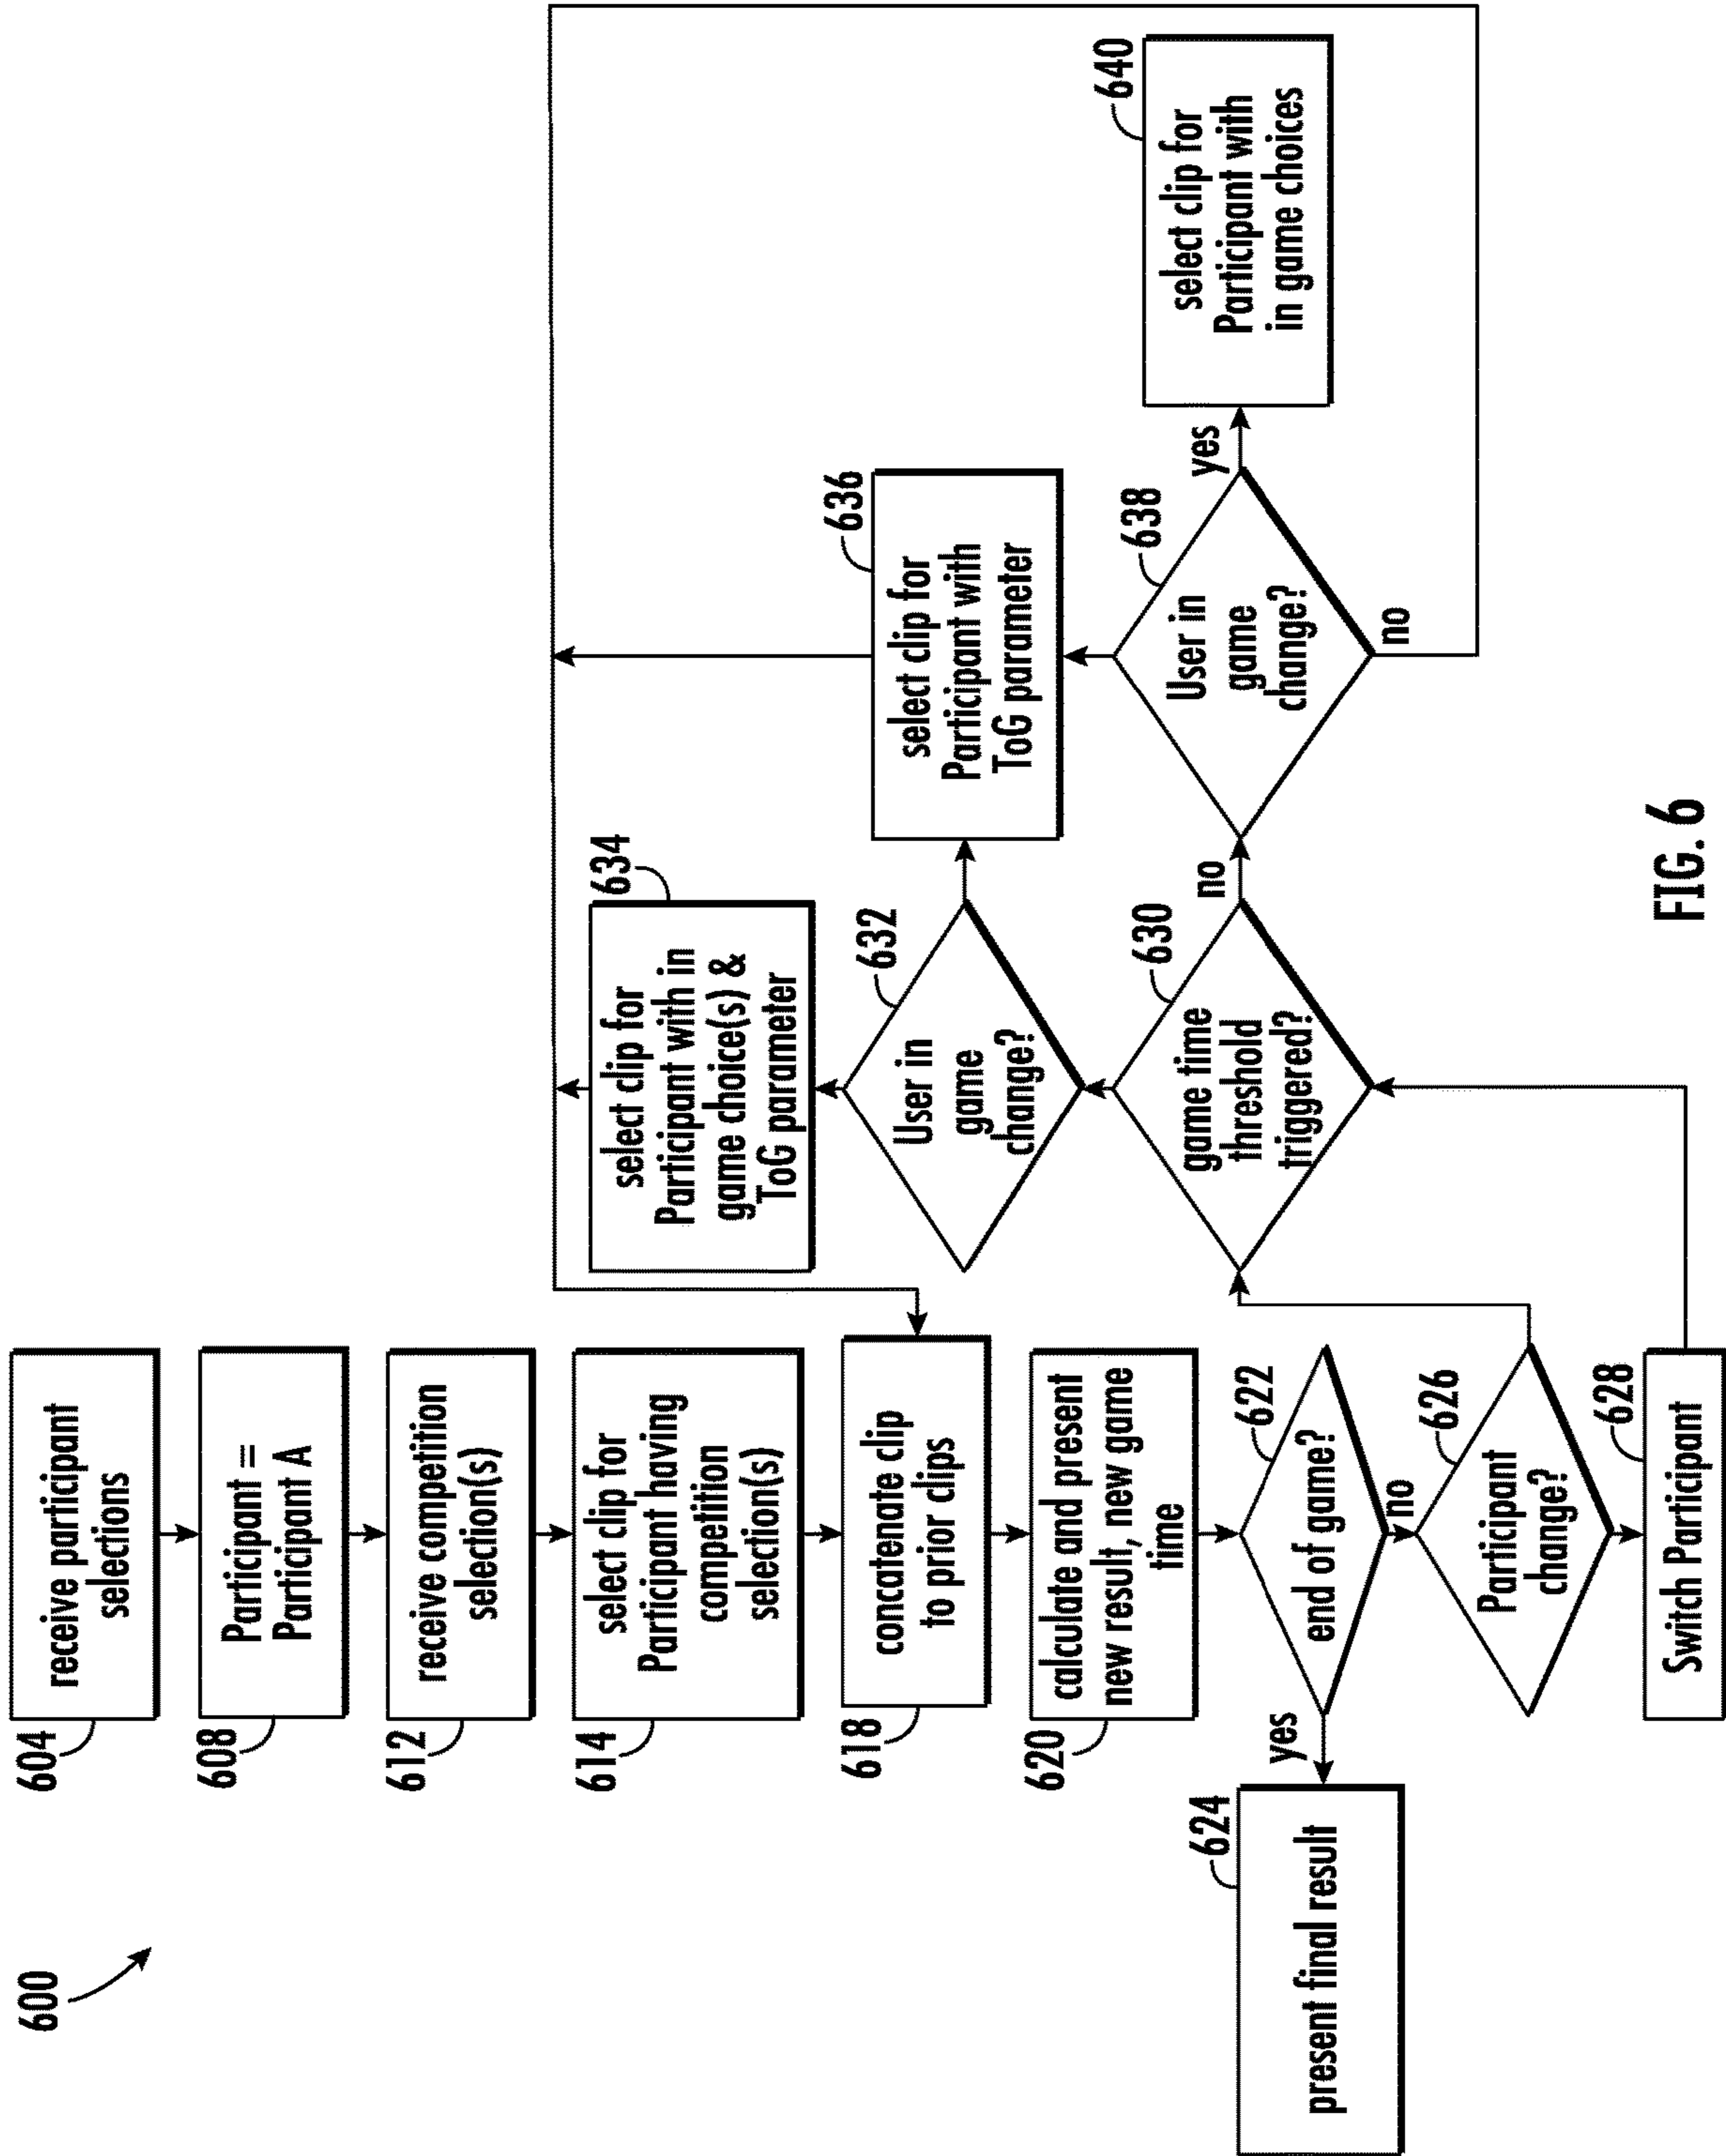 600
604
receive participant
selections
608
Participant =
Participant A
612
receive competition
selection(s)
614
select clip for
Participant having
competition
selection(s)
618
concatenate clip
to prior clips
620
calculate and present
new result, new game
time
622
end of game?
yes
no
624
present final result
626
Participant
change?
628
Switch Participant
630
game time
threshold
triggered?
no
632
User in
game
change?
634
select clip for
Participant with in
game choice(s) &
ToG parameter
636
select clip for
Participant with
ToG parameter
638
User in
game
change?
yes
no
640
select clip for
Participant with
in game choices
FIG. 6